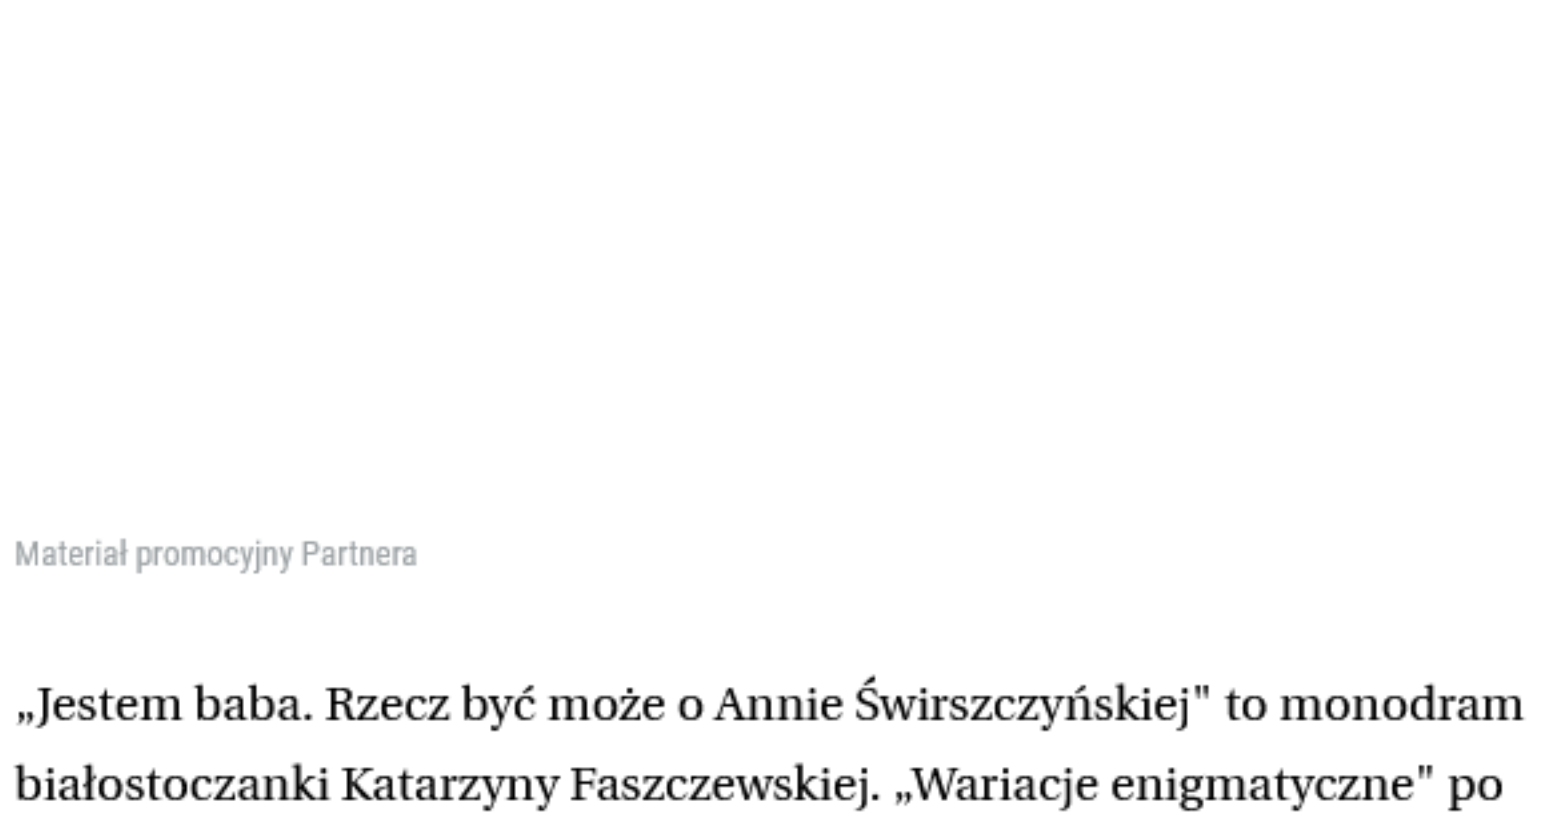 Materiał promocyjny Partnera
„Jestem baba. Rzecz być może o Annie Świrszczyńskiej" to monodram
białostoczanki Katarzyny Faszczewskiej. „Wariacje enigmatyczne" po